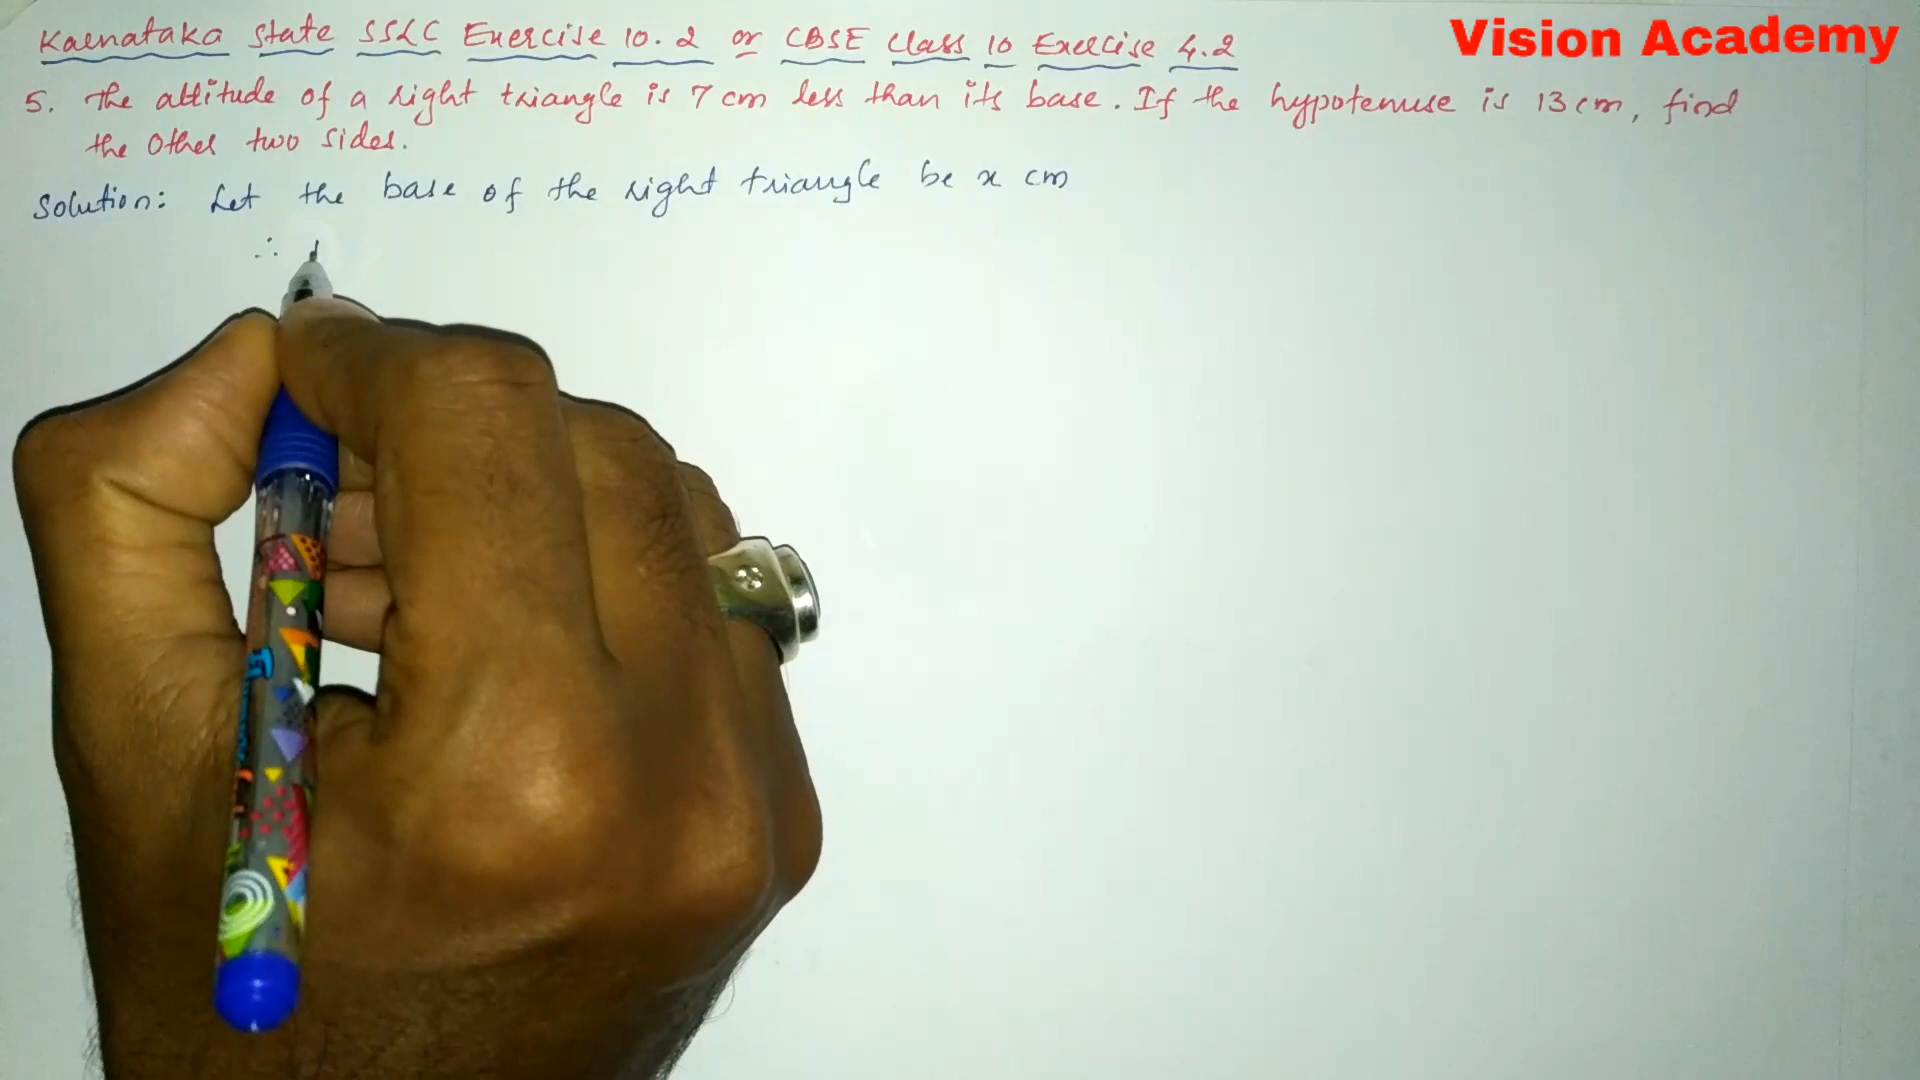 Vision Academy
Karnataka State SSLC Exercise 10.2 or CBSE Class 10 Exercise 4.2
5. The altitude of a right triangle is 7 cm less than its base. If the hypotenuse is 13 cm, find
the other two sides.
Solution: Let the base of the right triangle be x cm
∴